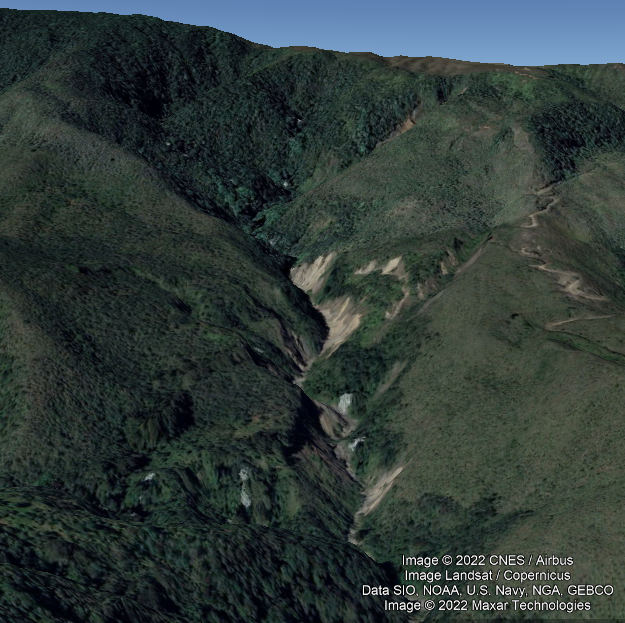 Image © 2022 CNES / Airbus
Image Landsat / Copernicus
Data SIO, NOAA, U.S. Navy, NGA, GEBCO
Image © 2022 Maxar Technologies